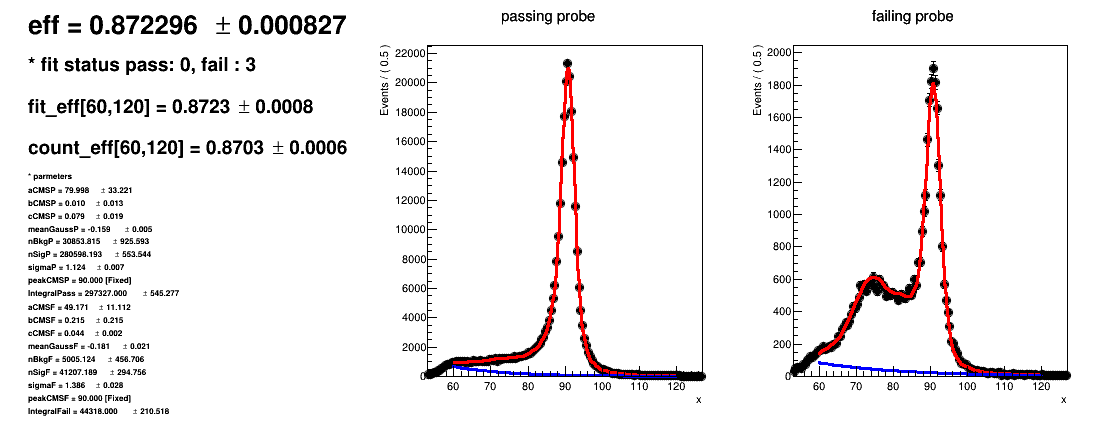 eff = 0.872296 ± 0.000827
* fit status pass: 0, fail : 3
fit_eff[60,120] = 0.8723 ± 0.0008
count_eff[60,120] = 0.8703 ± 0.0006
* parmeters
aCMSP = 79.998 ± 33.221
bCMSP = 0.010 ± 0.013
cCMSP = 0.079 ± 0.019
meanGaussP = -0.159 ± 0.005
nBkgP = 30853.815 ± 925.593
nSigP = 280598.193 ± 553.544
sigmaP = 1.124 ± 0.007
peakCMSP = 90.000 [Fixed]
IntegralPass = 297327.000 ± 545.277
aCMSF = 49.171 ± 11.112
bCMSF = 0.215 ± 0.215
cCMSF = 0.044 ± 0.002
meanGaussF = -0.181 ± 0.021
nBkgF = 5005.124 ± 456.706
nSigF = 41207.189 ± 294.756
sigmaF = 1.386 ± 0.028
peakCMSF = 90.000 [Fixed]
IntegralFail = 44318.000 ± 210.518
passing probe
Events / ( 0.5 )
22000
20000
18000
16000
14000
12000
10000
8000
6000
4000
2000
0
60 70 80 90 100 110 120
x
failing probe
Events / ( 0.5 )
2000
1800
1600
1400
1200
1000
800
600
400
200
0
60 70 80 90 100 110 120
x